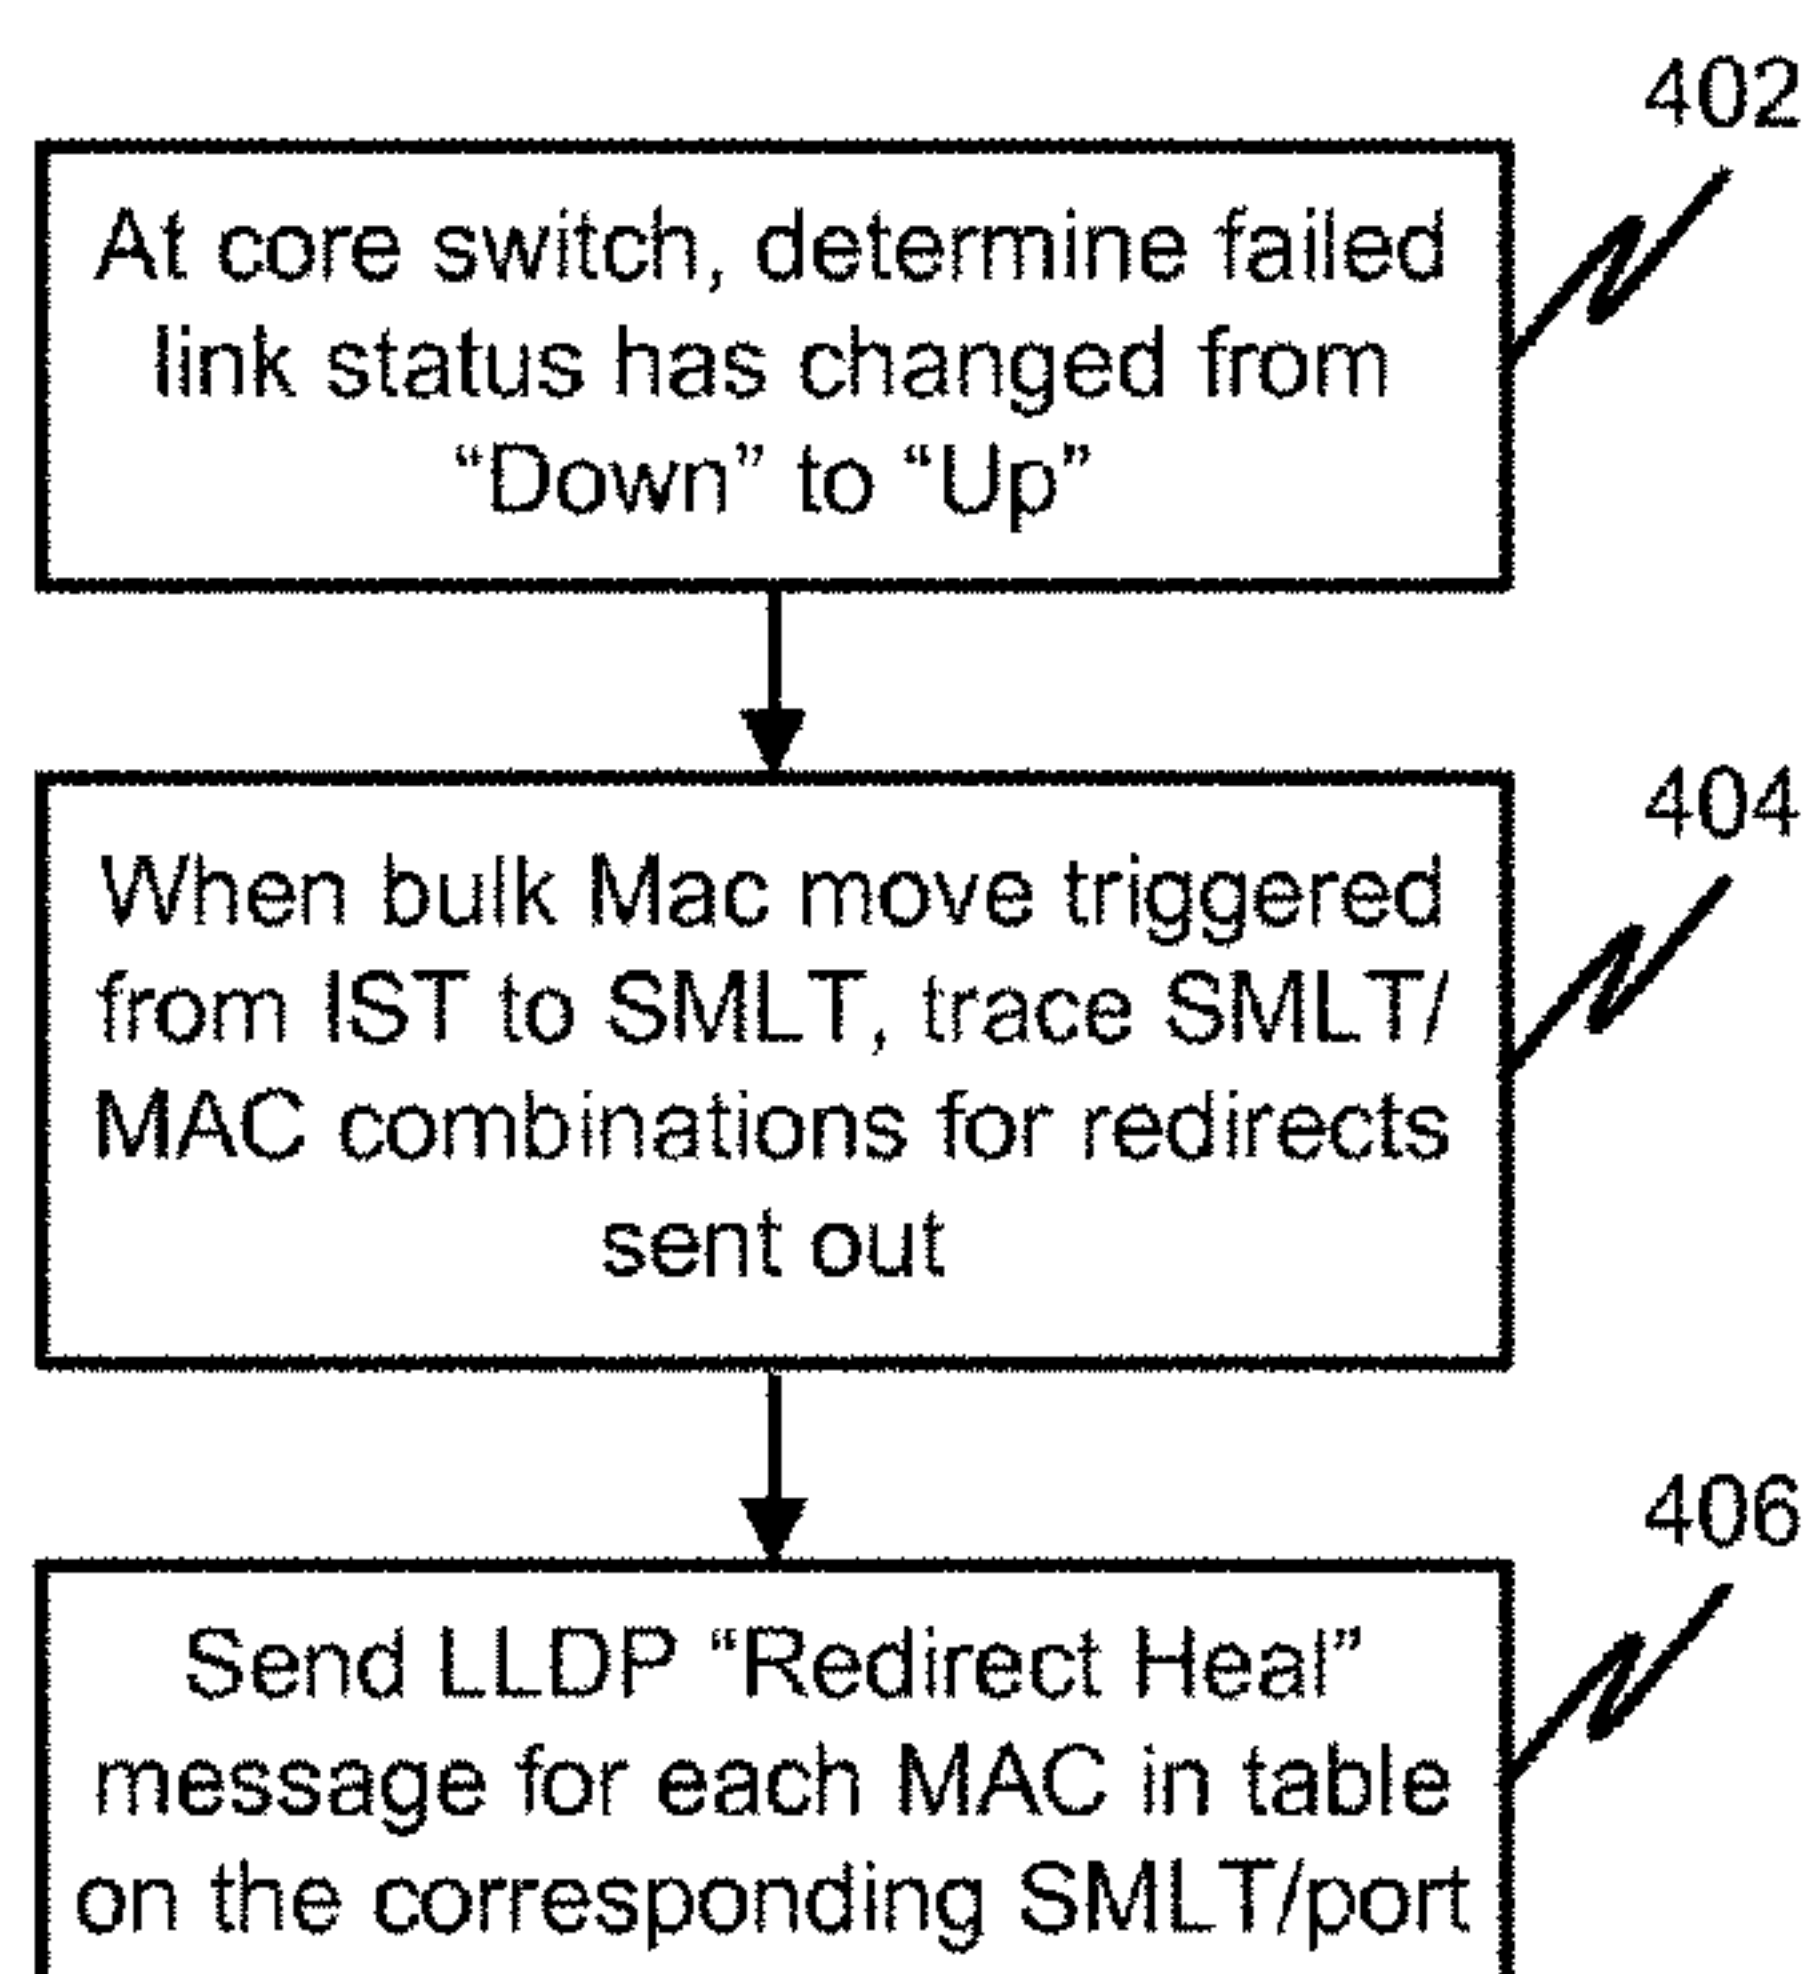 402
At core switch, determine failed
link status has changed from
“Down” to “Up”
404
When bulk Mac move triggered
from IST to SMLT, trace SMLT/
MAC combinations for redirects
sent out
406
Send LLDP “Redirect Heal”
message for each MAC in table
on the corresponding SMLT/port